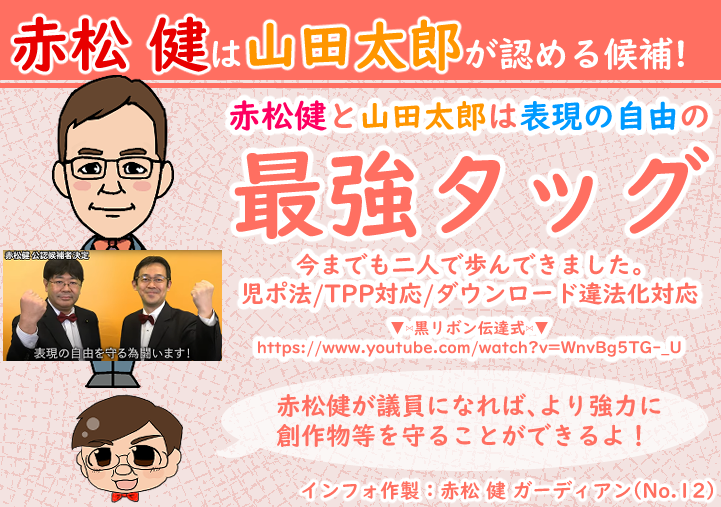 赤松 健は山田太郎が認める候補!
赤松健と山田太郎は表現の自由の
最強タッグ
今までも二人で歩んできました。
児ポ法/TPP対応/ダウンロード違法化対応
▼⋈黒リボン伝達式⋈▼
https://www.youtube.com/watch?v=WnvBg5TG-_U
赤松健 公認候補者決定
表現の自由を守る為闘います!
赤松健が議員になれば、より強力に
創作物等を守ることができるよ！
インフォ作製：赤松 健 ガーディアン(No.12)